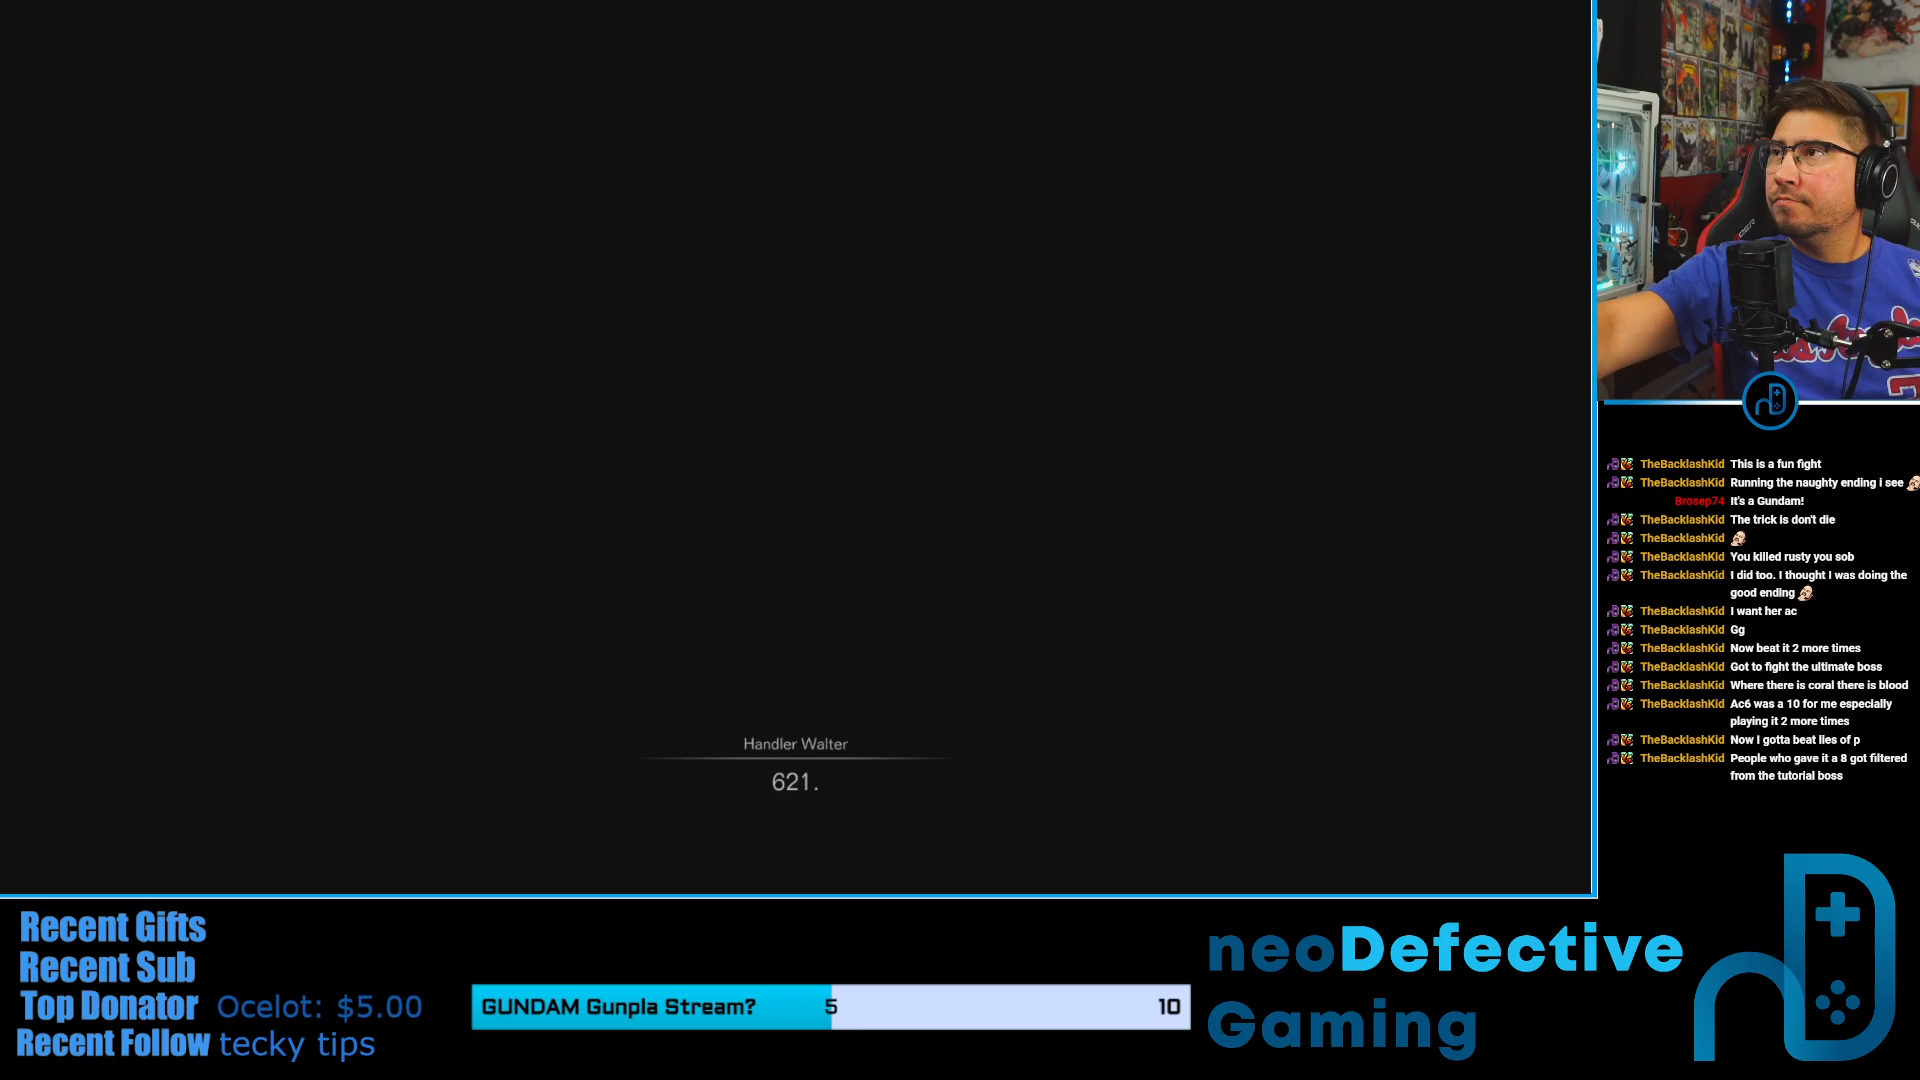 Handler Walter
621.
TheBacklashKid This is a fun fight
TheBacklashKid Running the naughty ending i see
Brosep74 It's a Gundam!
TheBacklashKid The trick is don't die
TheBacklashKid
TheBacklashKid You killed rusty you sob
TheBacklashKid I did too. I thought I was doing the
good ending
TheBacklashKid I want her ac
TheBacklashKid Gg
TheBacklashKid Now beat it 2 more times
TheBacklashKid Got to fight the ultimate boss
TheBacklashKid Where there is coral there is blood
TheBacklashKid Ac6 was a 10 for me especially
playing it 2 more times
TheBacklashKid Now I gotta beat lies of p
TheBacklashKid People who gave it a 8 got filtered
from the tutorial boss
Recent Gifts
Recent Sub
Top Donator Ocelot: $5.00
Recent Follow tecky tips
GUNDAM Gunpla Stream? 5 10
neoDefective
Gaming